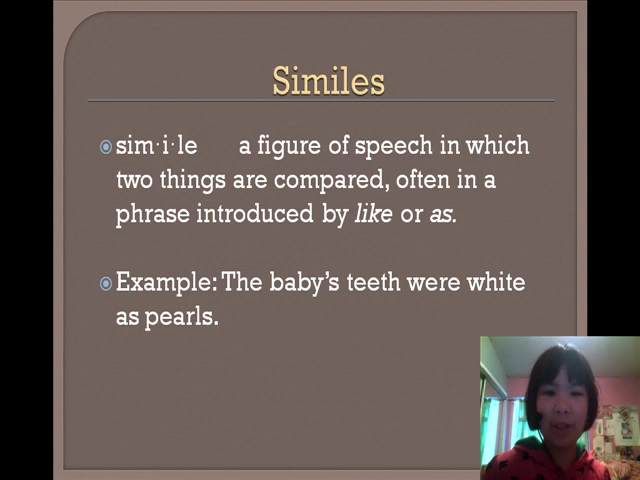 Similes
sim·i·le a figure of speech in which
two things are compared, often in a
phrase introduced by like or as.
Example: The baby's teeth were white
as pearls.